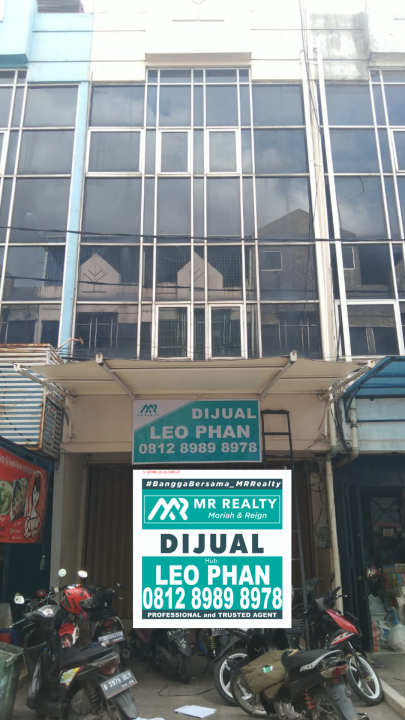 MR REALTY
DIJUAL
LEO PHAN
0812 8989 8978
#BanggaBersama_MRRealty
MR REALTY
Moriah & Reign
DIJUAL
Hub:
LEO PHAN
0812 8989 8978
PROFESSIONAL and TRUSTED AGENT